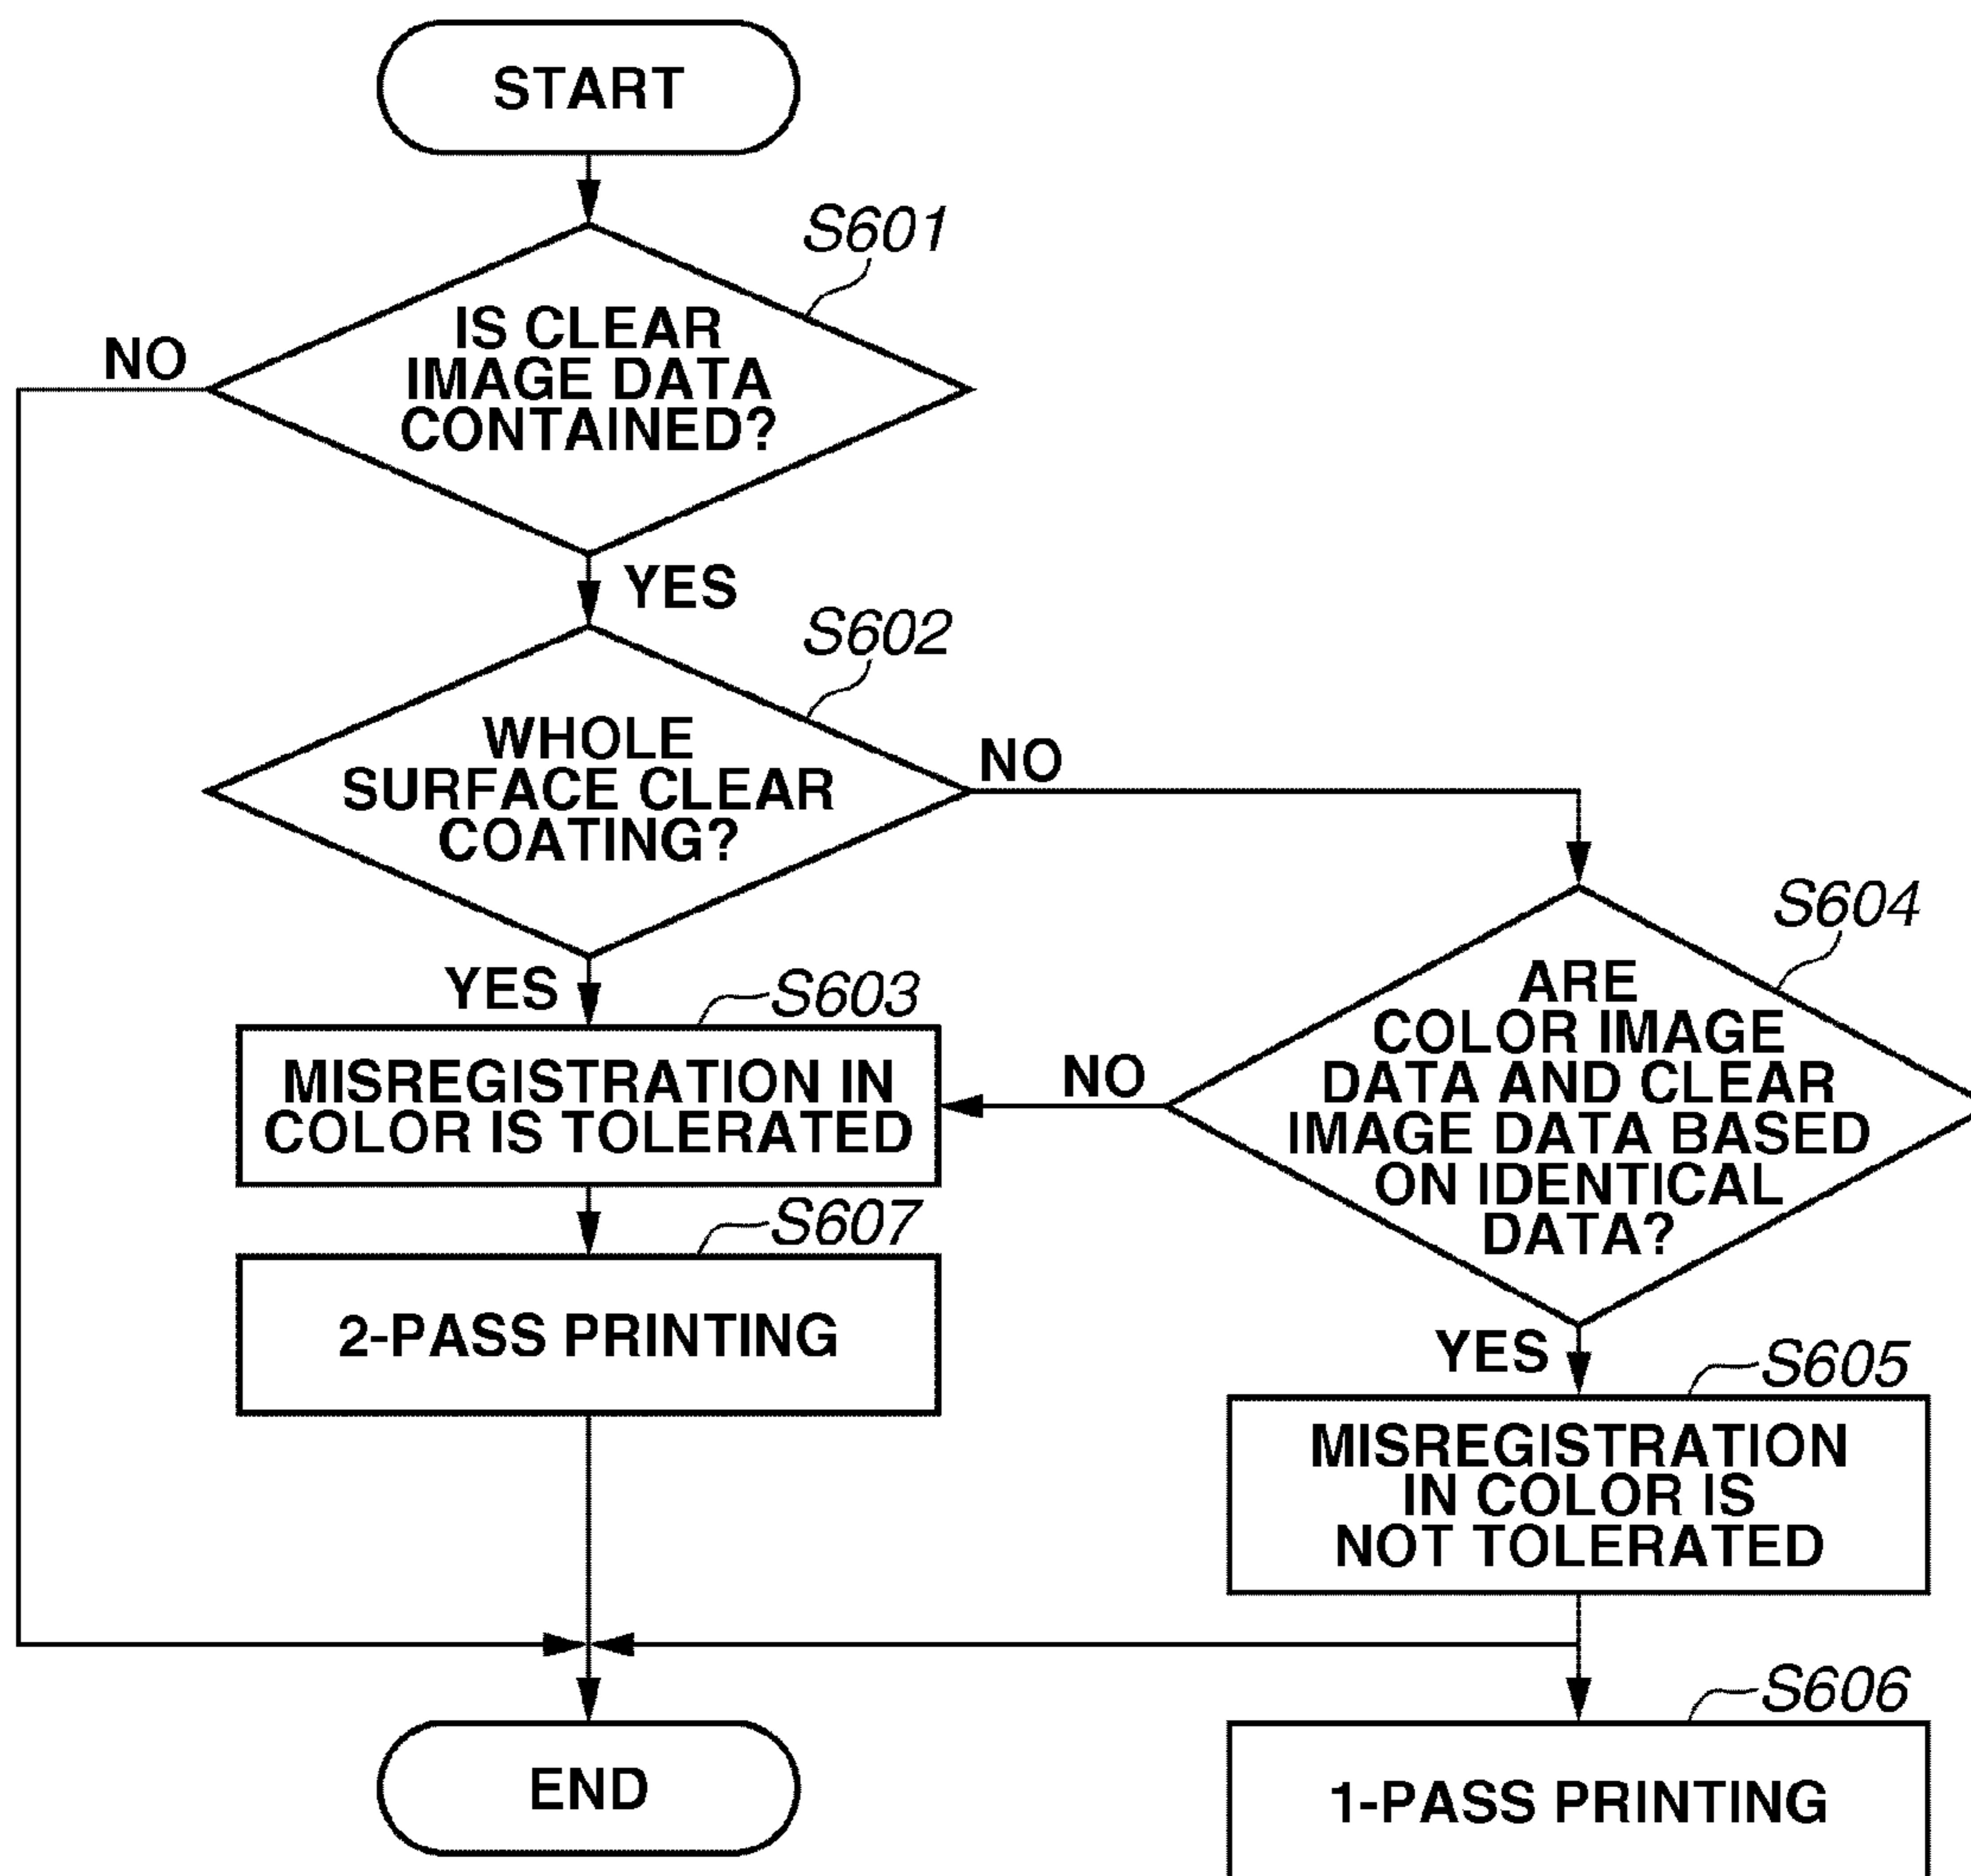 START
S601
IS CLEAR
IMAGE DATA
CONTAINED?
NO
YES
S602
WHOLE
SURFACE CLEAR
COATING?
NO
YES
S603
MISREGISTRATION IN
COLOR IS TOLERATED
S604
ARE
COLOR IMAGE
DATA AND CLEAR
IMAGE DATA BASED
ON IDENTICAL
DATA?
NO
YES
S607
2-PASS PRINTING
S605
MISREGISTRATION
IN COLOR IS
NOT TOLERATED
S606
1-PASS PRINTING
END